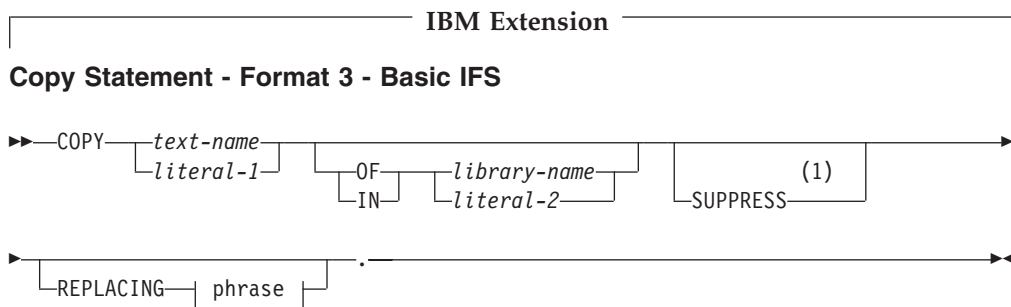 IBM Extension
Copy Statement - Format 3 - Basic IFS
COPY text-name OF library-name (1)
literal-1 IN literal-2 SUPPRESS
.
REPLACING phrase